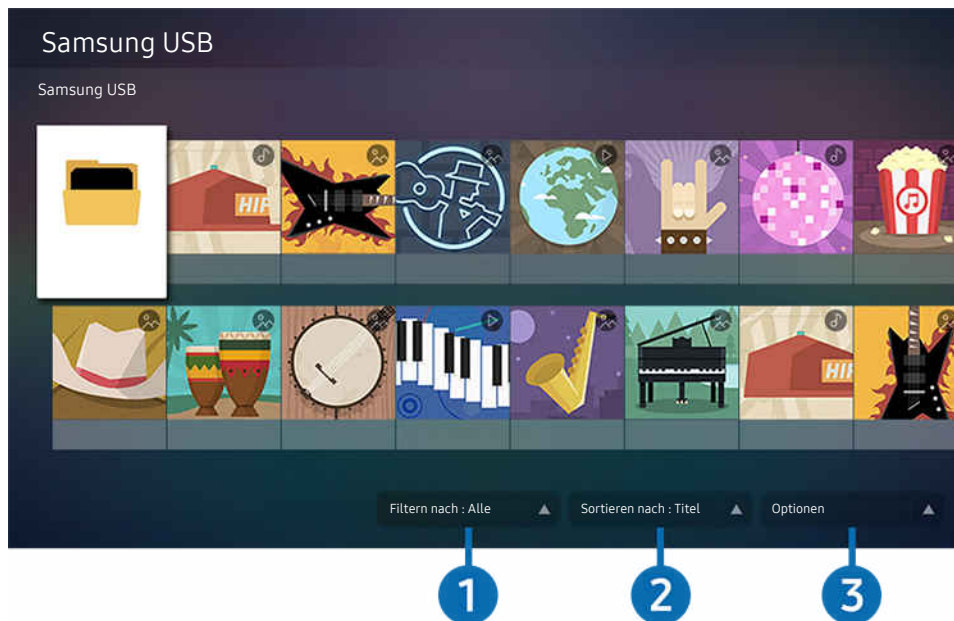 Samsung USB
Samsung USB
HIP
HIP
Filtern nach : Alle
Sortieren nach : Titel
Optionen
1
2
3